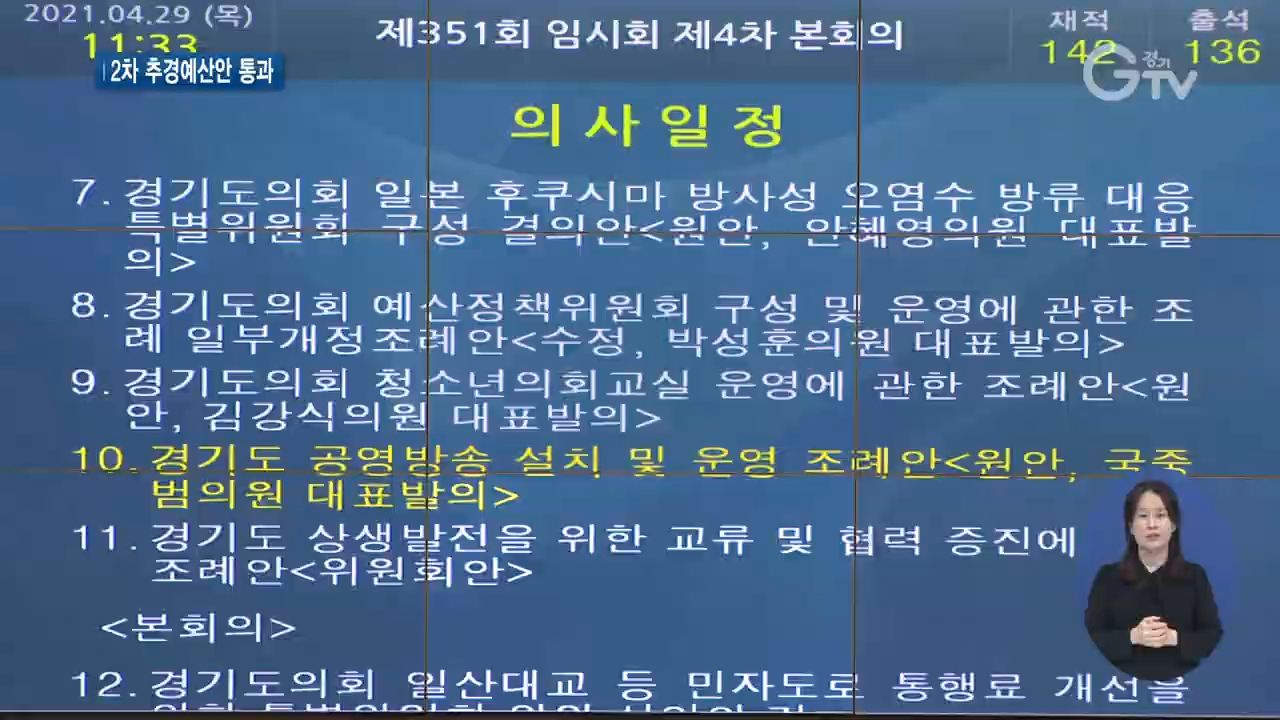 2021.04.29 (목)
11:33
제351회 임시회 제4차 본회의
재적
출석
142
136
2차 추경예산안 통과
경기
GTV
의사일정
7. 경기도의회 일본 후쿠시마 방사성 오염수 방류 대응
특별위원회 구성 결의안<원안, 안혜영의원 대표발
의>
8. 경기도의회 예산정책위원회 구성 및 운영에 관한 조
례 일부개정조례안<수정, 박성훈의원 대표발의>
9. 경기도의회 청소년의회교실 운영에 관한 조례안<원
안, 김강식의원 대표발의>
10. 경기도 공영방송 설치 및 운영 조례안<원안, 국중
범의원 대표발의>
11. 경기도 상생발전을 위한 교류 및 협력 증진에
조례안<위원회안>
<본회의>
12. 경기도의회 일산대교 등 민자도로 통행료 개선을